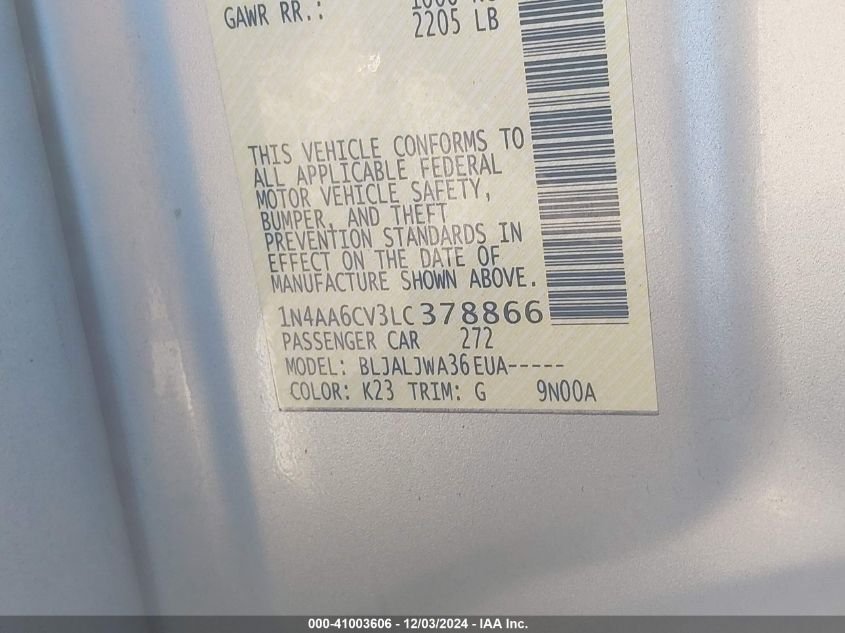 GAWR RR.:
2205 LB
THIS VEHICLE CONFORMS TO
ALL APPLICABLE FEDERAL
MOTOR VEHICLE SAFETY,
BUMPER, AND THEFT
PREVENTION STANDARDS IN
EFFECT ON THE DATE OF
MANUFACTURE SHOWN ABOVE.
1N4AA6CV3LC378866
PASSENGER CAR 272
MODEL: BLJALJWA36EUA-----
COLOR: K23 TRIM: G 9N00A
000-41003606 - 12/03/2024 - IAA Inc.